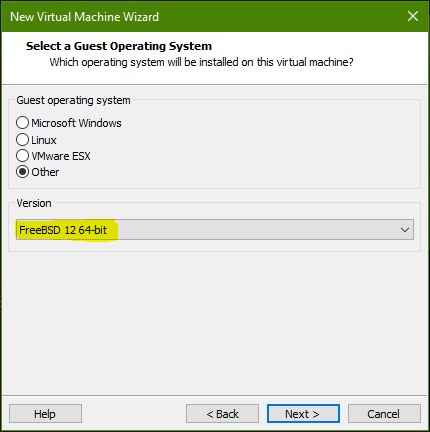 New Virtual Machine Wizard
Select a Guest Operating System
Which operating system will be installed on this virtual machine?
Guest operating system
Microsoft Windows
Linux
VMware ESX
Other
Version
FreeBSD 12 64-bit
Help
< Back
Next >
Cancel